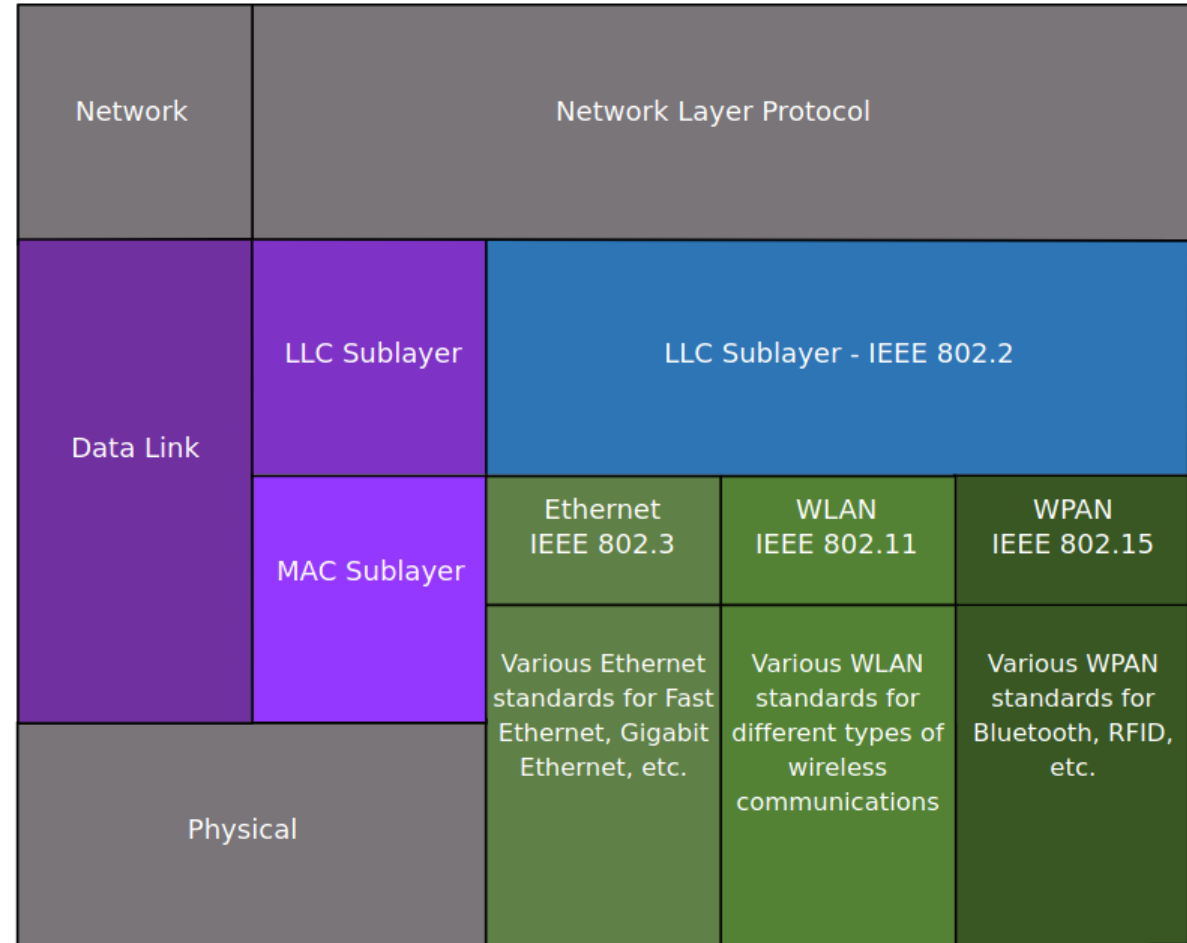 Network
Network Layer Protocol
Data Link
LLC Sublayer
LLC Sublayer - IEEE 802.2
MAC Sublayer
Ethernet
IEEE 802.3
WLAN
IEEE 802.11
WPAN
IEEE 802.15
Various Ethernet
standards for Fast
Ethernet, Gigabit
Ethernet, etc.
Various WLAN
standards for
different types of
wireless
communications
Various WPAN
standards for
Bluetooth, RFID,
etc.
Physical